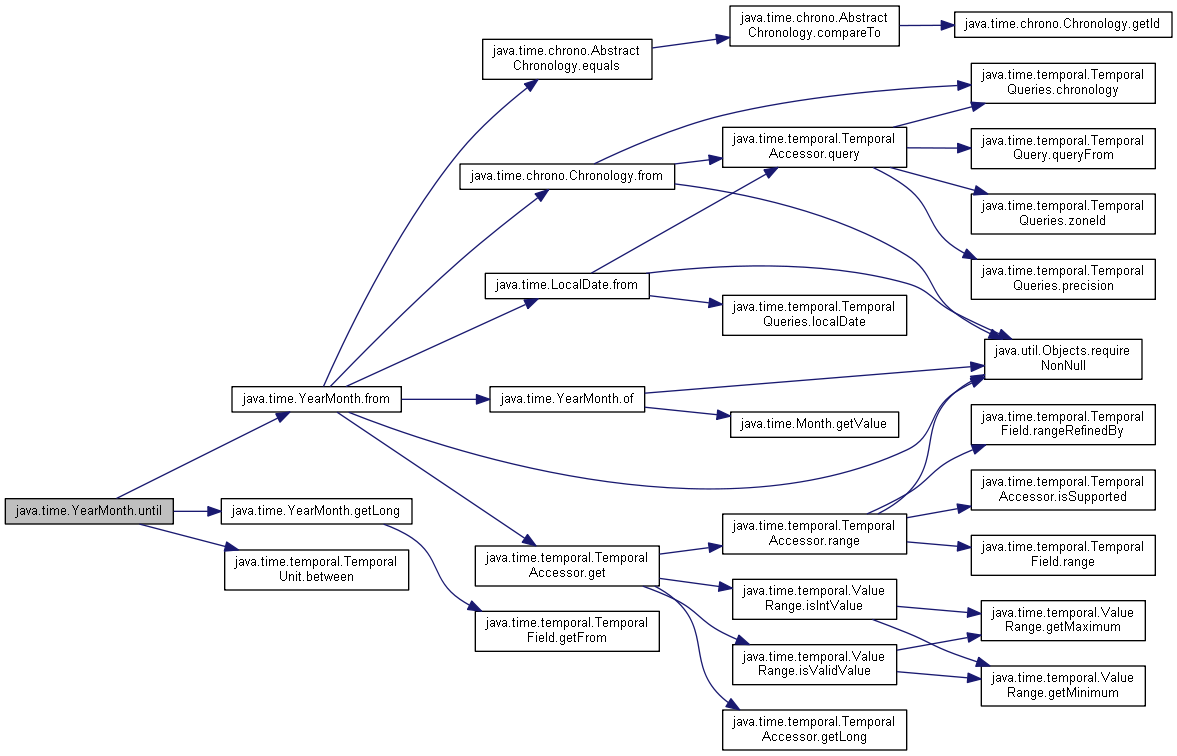 java.time.chrono.Abstract
Chronology.compareTo
java.time.chrono.Chronology.getId
java.time.chrono.Abstract
Chronology.equals
java.time.temporal.Temporal
Queries.chronology
java.time.temporal.Temporal
Accessor.query
java.time.temporal.Temporal
Query.queryFrom
java.time.chrono.Chronology.from
java.time.temporal.Temporal
Queries.zoneId
java.time.LocalDate.from
java.time.temporal.Temporal
Queries.precision
java.time.temporal.Temporal
Queries.localDate
java.util.Objects.require
NonNull
java.time.YearMonth.from
java.time.YearMonth.of
java.time.Month.getValue
java.time.temporal.Temporal
Field.rangeRefinedBy
java.time.temporal.Temporal
Accessor.isSupported
java.time.YearMonth.until
java.time.YearMonth.getLong
java.time.temporal.Temporal
Accessor.range
java.time.temporal.Temporal
Field.range
java.time.temporal.Temporal
Unit.between
java.time.temporal.Temporal
Accessor.get
java.time.temporal.Value
Range.isIntValue
java.time.temporal.Value
Range.getMaximum
java.time.temporal.Temporal
Field.getFrom
java.time.temporal.Value
Range.isValidValue
java.time.temporal.Value
Range.getMinimum
java.time.temporal.Temporal
Accessor.getLong